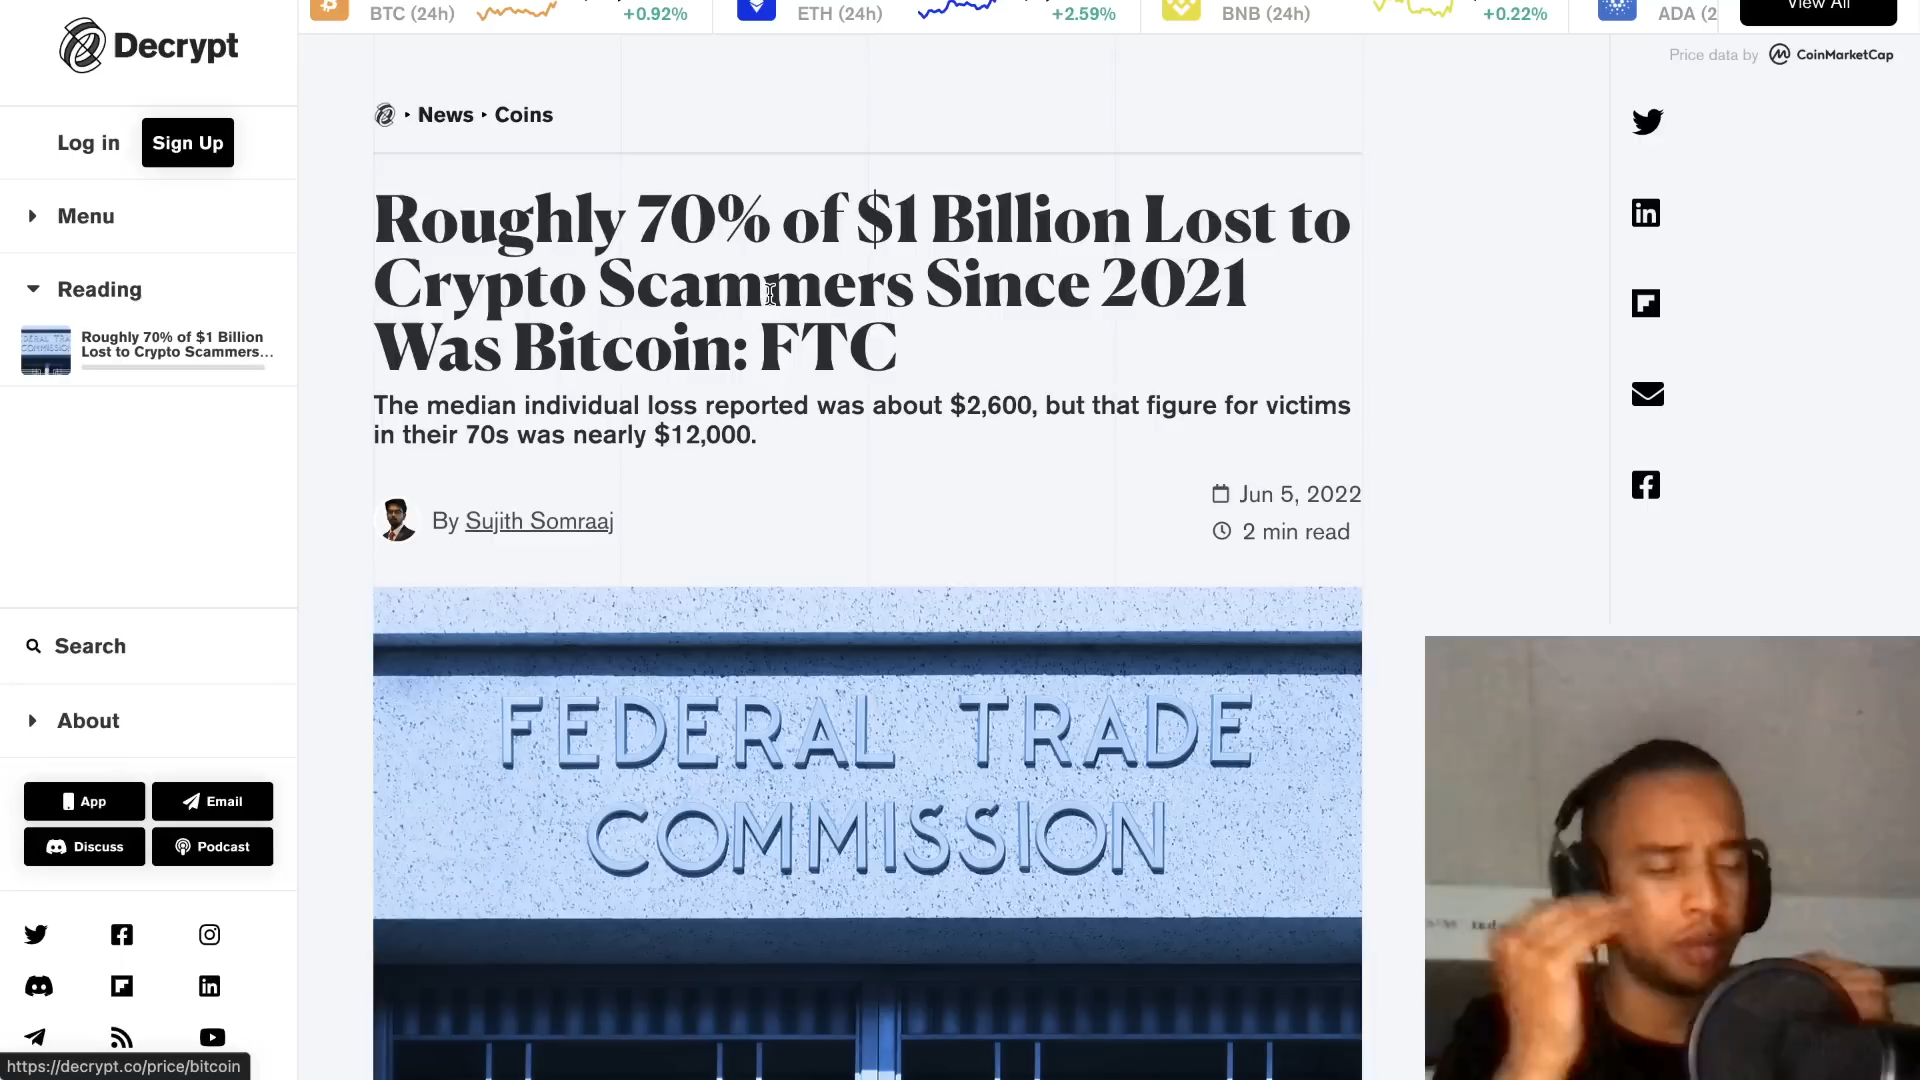 BTC (24h)
+0.92%
ETH (24h)
+2.59%
BNB (24h)
+0.22%
ADA (2
View All
Decrypt
Price data by CoinMarketCap
Log in
Sign Up
Menu
Reading
Roughly 70% of $1 Billion
Lost to Crypto Scammers...
Search
About
App
Email
Discuss
Podcast
https://decrypt.co/price/bitcoin
News
Coins
Roughly 70% of $1 Billion Lost to
Crypto Scammers Since 2021
Was Bitcoin: FTC
The median individual loss reported was about $2,600, but that figure for victims
in their 70s was nearly $12,000.
By Sujith Somraaj
Jun 5, 2022
2 min read
FEDERAL TRADE
COMMISSION